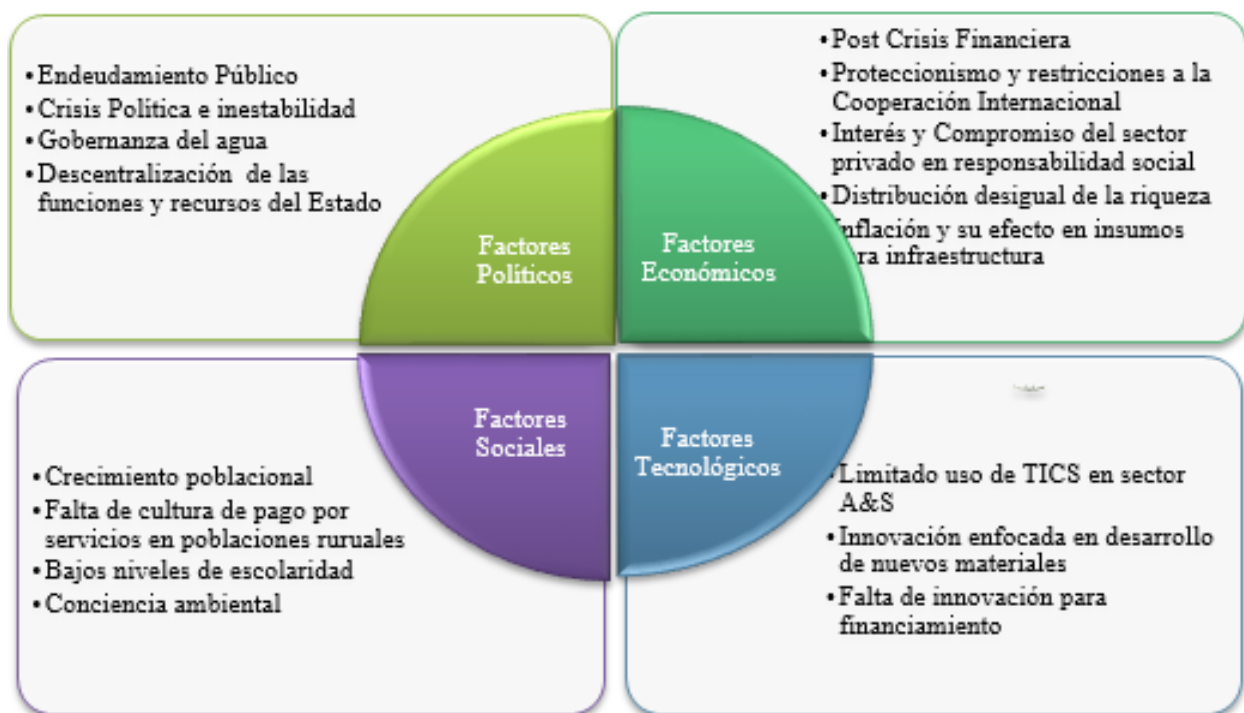 •Endeudamiento Público
•Crisis Política e inestabilidad
•Gobernanza del agua
•Descentralización de las
funciones y recursos del Estado
Factores
Políticos
•Post Crisis Financiera
•Proteccionismo y restricciones a la
Cooperación Internacional
•Interés y Compromiso del sector
privado en responsabilidad social
•Distribución desigual de la riqueza
Inflación y su efecto en insumos
infraestructura
Factores
Económicos
Factores
Sociales
•Crecimiento poblacional
•Falta de cultura de pago por
servicios en poblaciones ruruales
•Bajos niveles de escolaridad
•Conciencia ambiental
Factores
Tecnológicos
•Limitado uso de TICS en sector
A&S
•Innovación enfocada en desarrollo
de nuevos materiales
•Falta de innovación para
financiamiento